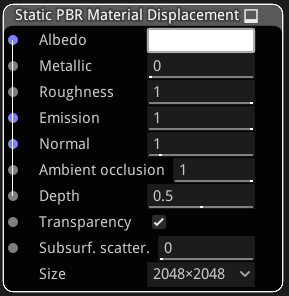 Static PBR Material Displacement
Albedo
Metallic 0
Roughness 1
Emission 1
Normal 1
Ambient occlusion 1
Depth 0.5
Transparency
Subsurf. scatter. 0
Size 2048×2048